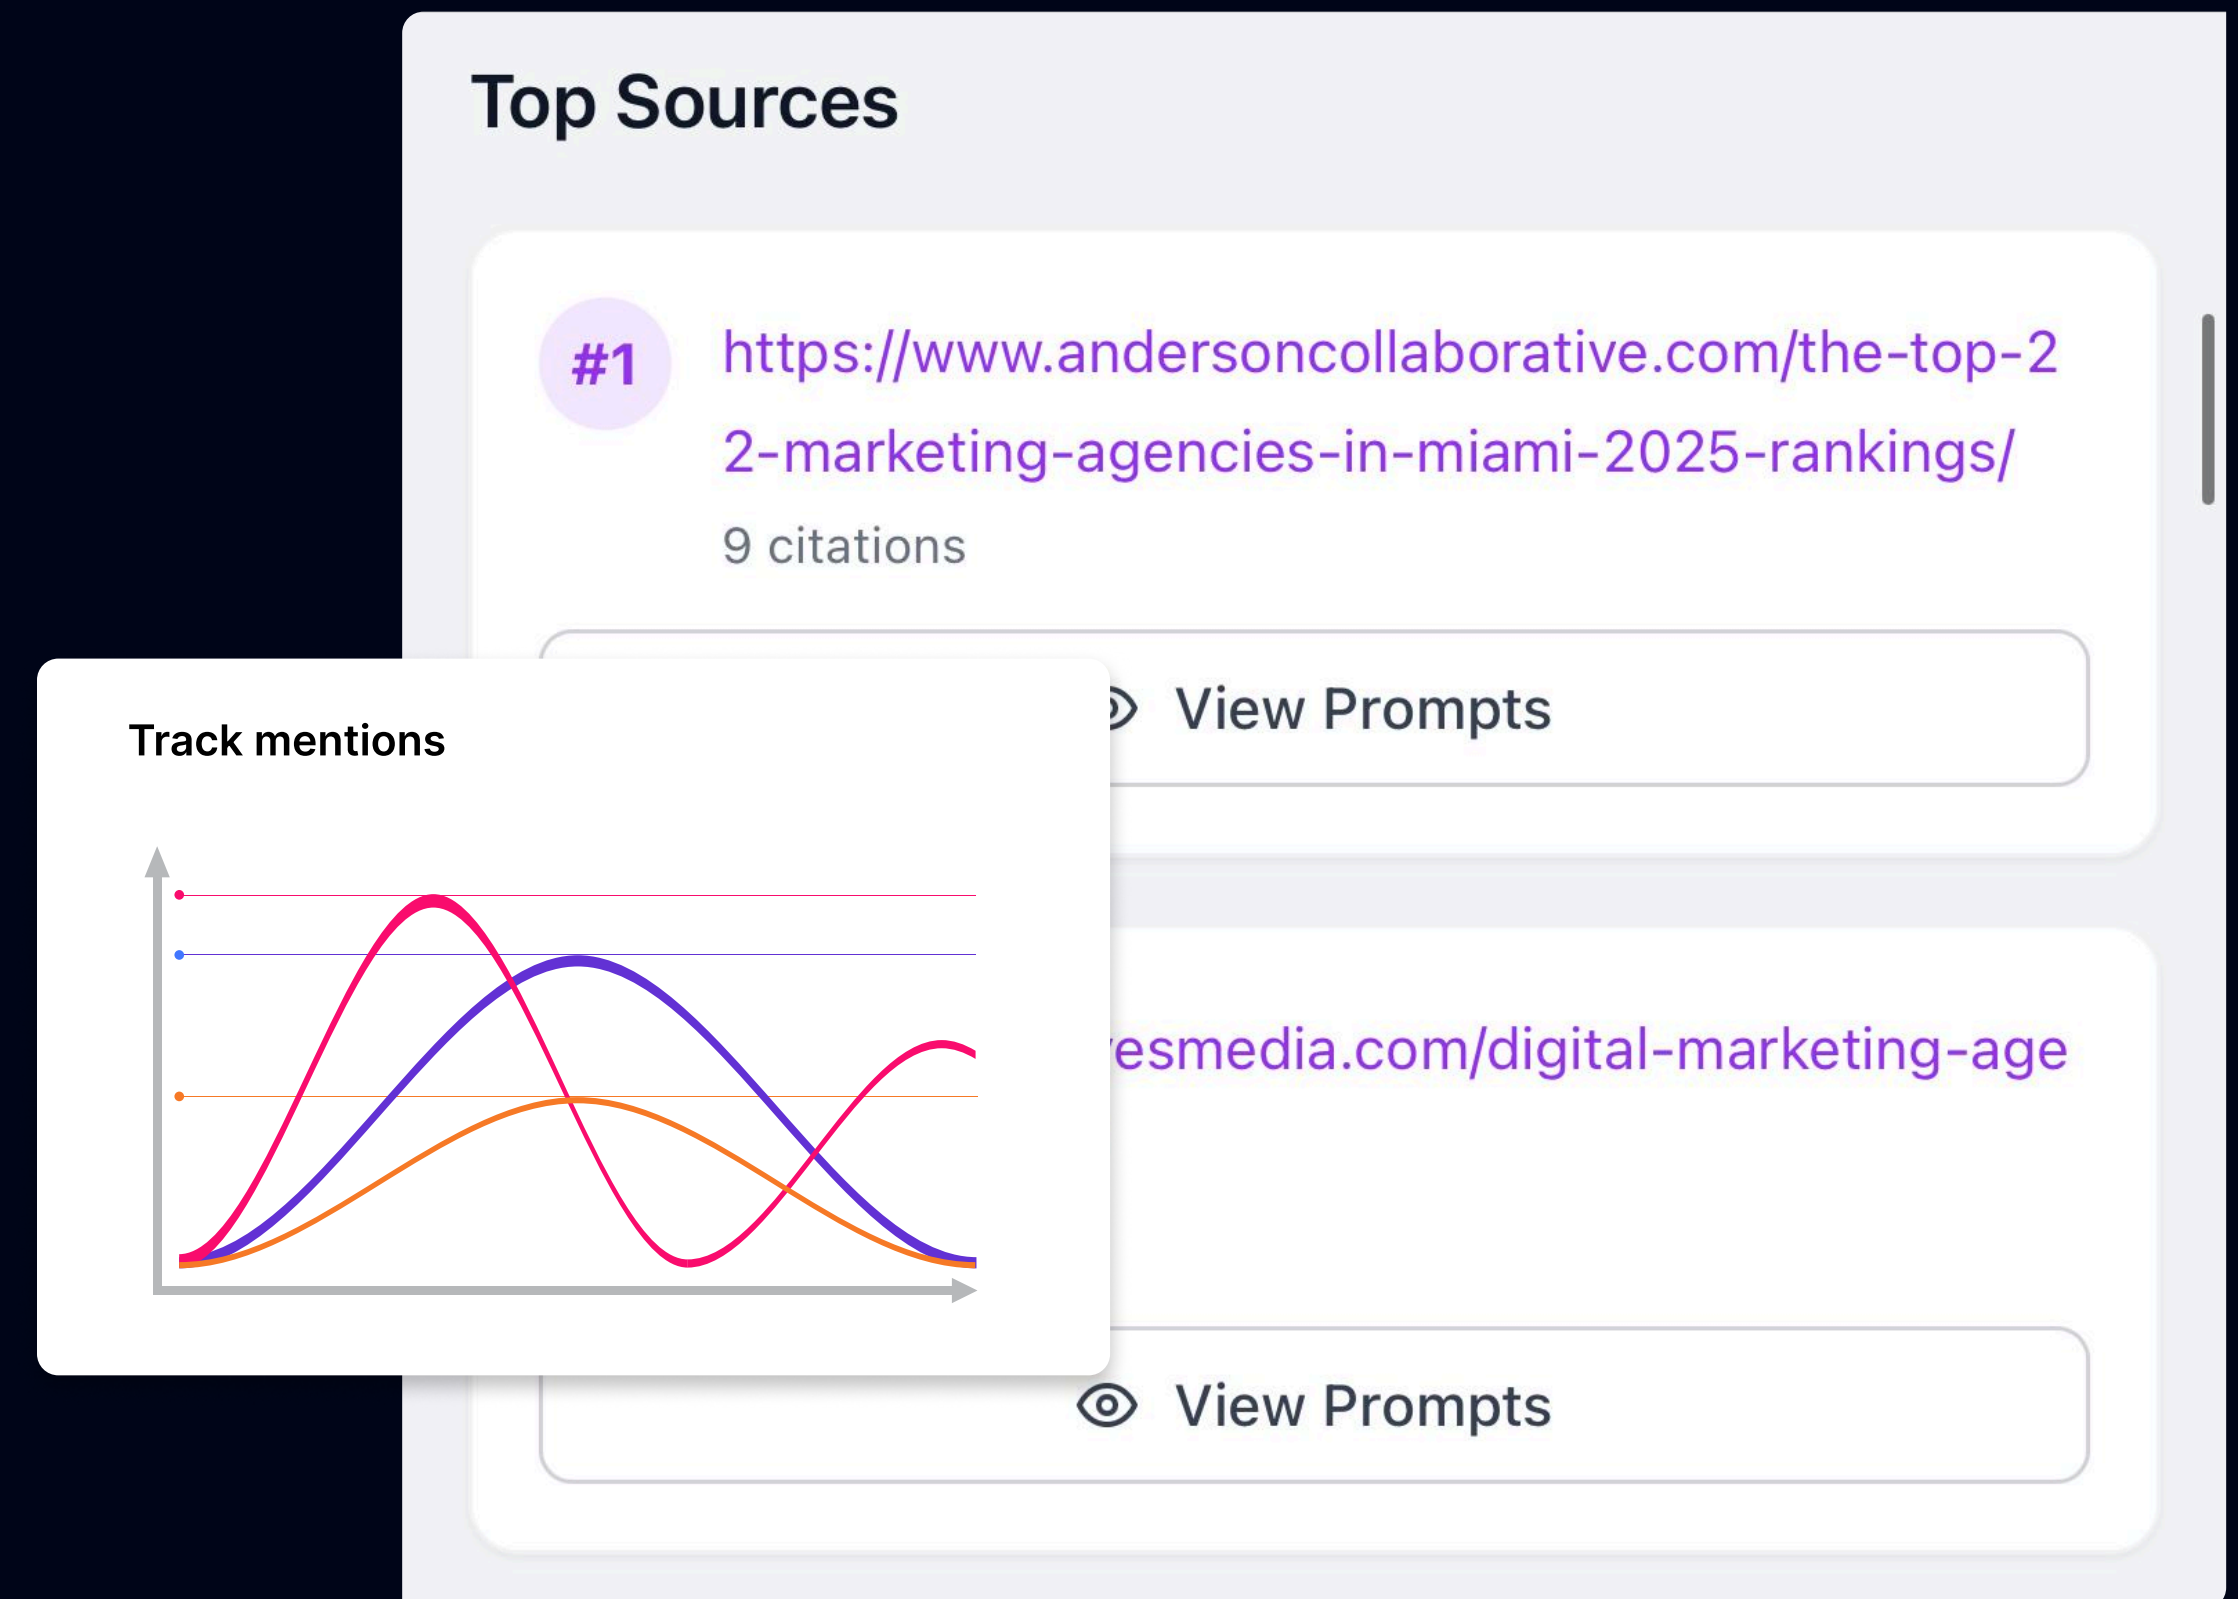 Top Sources
#1
https://www.andersoncollaborative.com/the-top-2
2-marketing-agencies-in-miami-2025-rankings/
9 citations
View Prompts
Track mentions
esmedia.com/digital-marketing-age
View Prompts